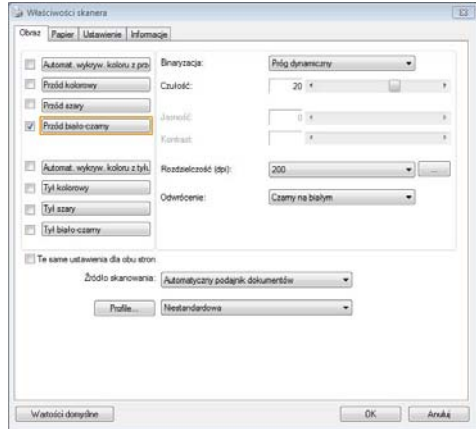 Właściwości skanera
Obraz Papier Ustawienie Informacje
Automat. wykryw. koloru z prz
Przód kolorowy
Przód szary
Przód biało-czarny
Automat. wykryw. koloru z tyłu
Tył kolorowy
Tył szary
Tył biało-czarny
Binaryzacja: Próg dynamiczny
Czułość: 20
Jasność: 0
Kontrast:
Rozdzielczość (dpi): 200 ...
Odwrócenie: Czarny na białym
Te same ustawienia dla obu stron
Źródło skanowania: Automatyczny podajnik dokumentów
Profile... Niestandardowa
Wartości domyślne OK Anuluj